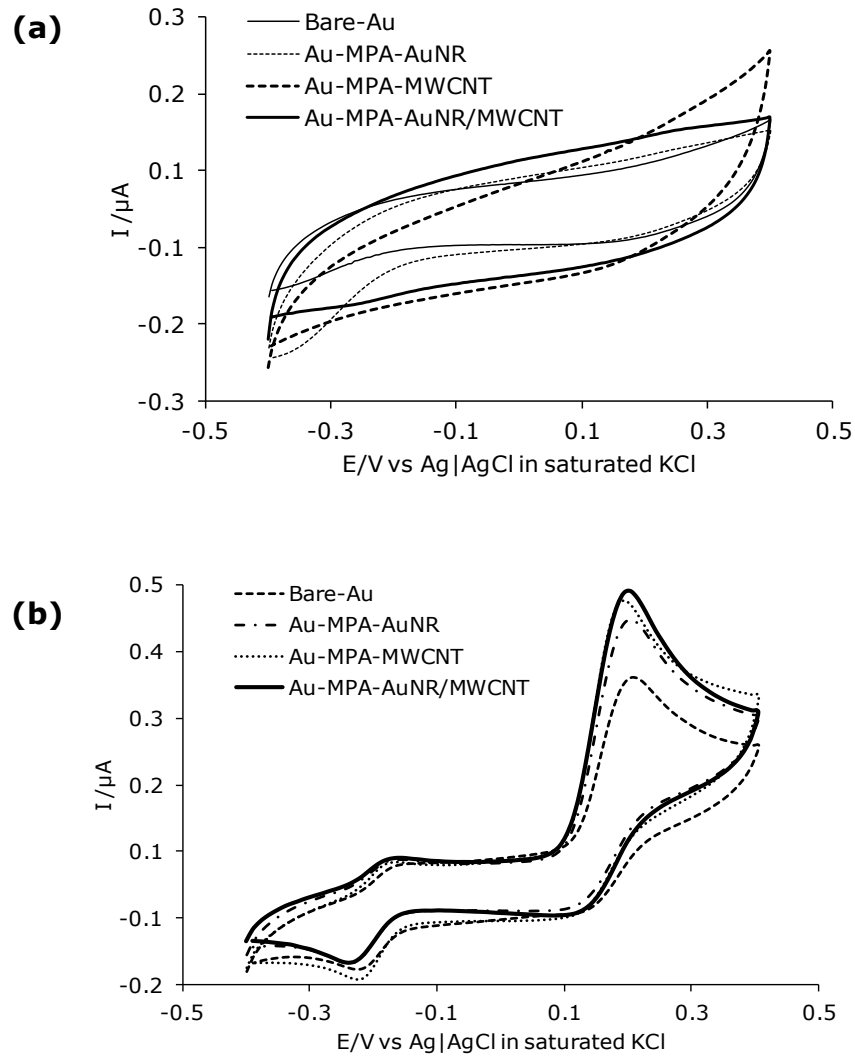 (a)
Bare-Au
Au-MPA-AuNR
Au-MPA-MWCNT
Au-MPA-AuNR/MWCNT
0.3
0.2
0.1
-0.1
-0.2
-0.3
I /µA
-0.5 -0.3 -0.1 0.1 0.3 0.5
E/V vs Ag|AgCl in saturated KCl
(b)
Bare-Au
Au-MPA-AuNR
Au-MPA-MWCNT
Au-MPA-AuNR/MWCNT
0.5
0.4
0.3
0.2
0.1
-0.1
-0.2
I /µA
-0.5 -0.3 -0.1 0.1 0.3 0.5
E/V vs Ag|AgCl in saturated KCl